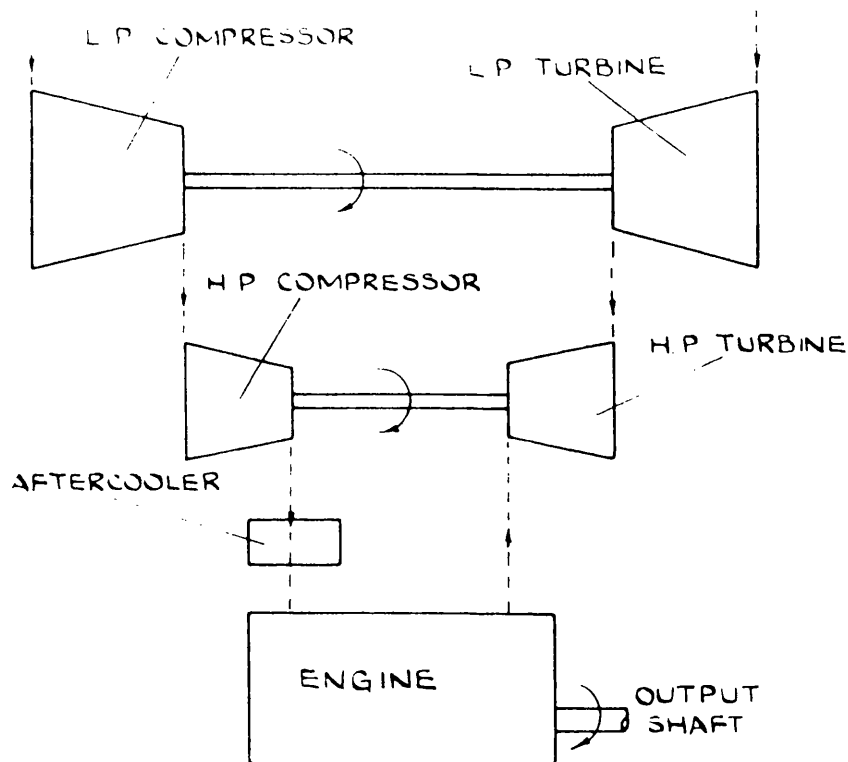 L P COMPRESSOR
L P TURBINE
H P COMPRESSOR
H.P TURBINE
AFTERCOOLER
ENGINE
OUTPUT
SHAFT